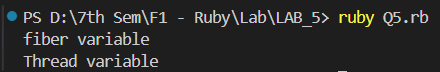 PS D:\7th Sem\F1 - Ruby\Lab\LAB_5> ruby Q5.rb
fiber variable
Thread variable